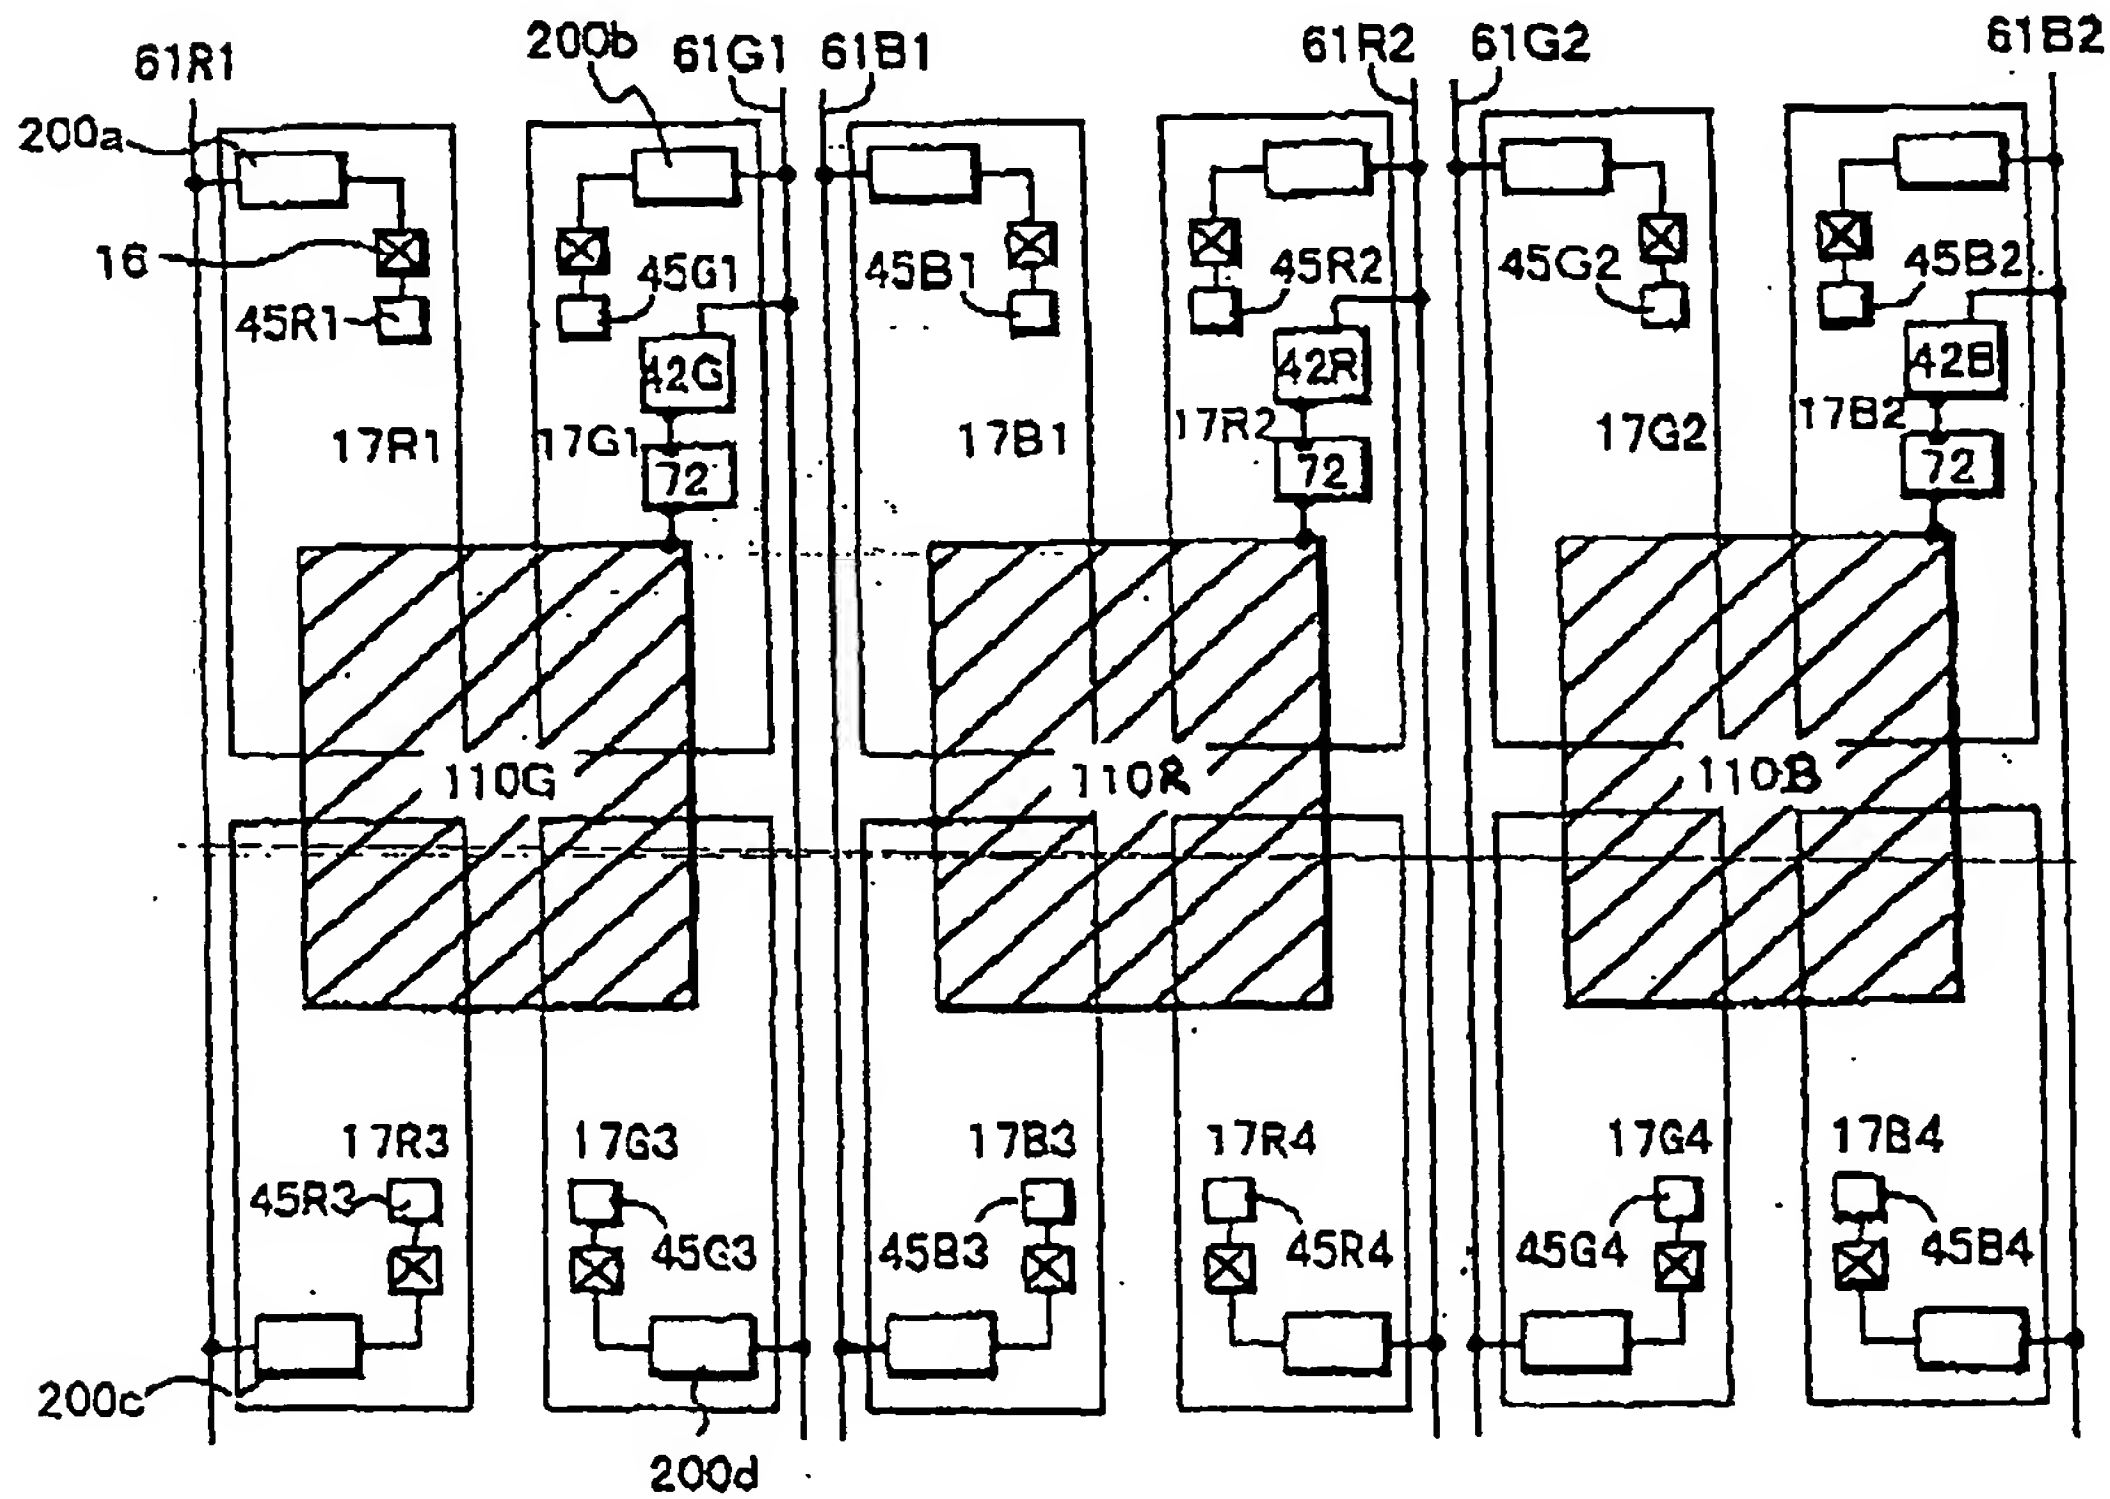 61R1 200b 61G1 61B1 61R2 61G2 61B2
200a
16 45G1 45B1 45R2 45G2 45B2
45R1
42G 42R 42B
17R1 17G1 17B1 17R2 17G2 17B2
72 72 72
110G 110R 110B
17R3 17G3 17B3 17R4 17G4 17B4
45R3 45G3 45B3 45R4 45G4 45B4
200c
200d